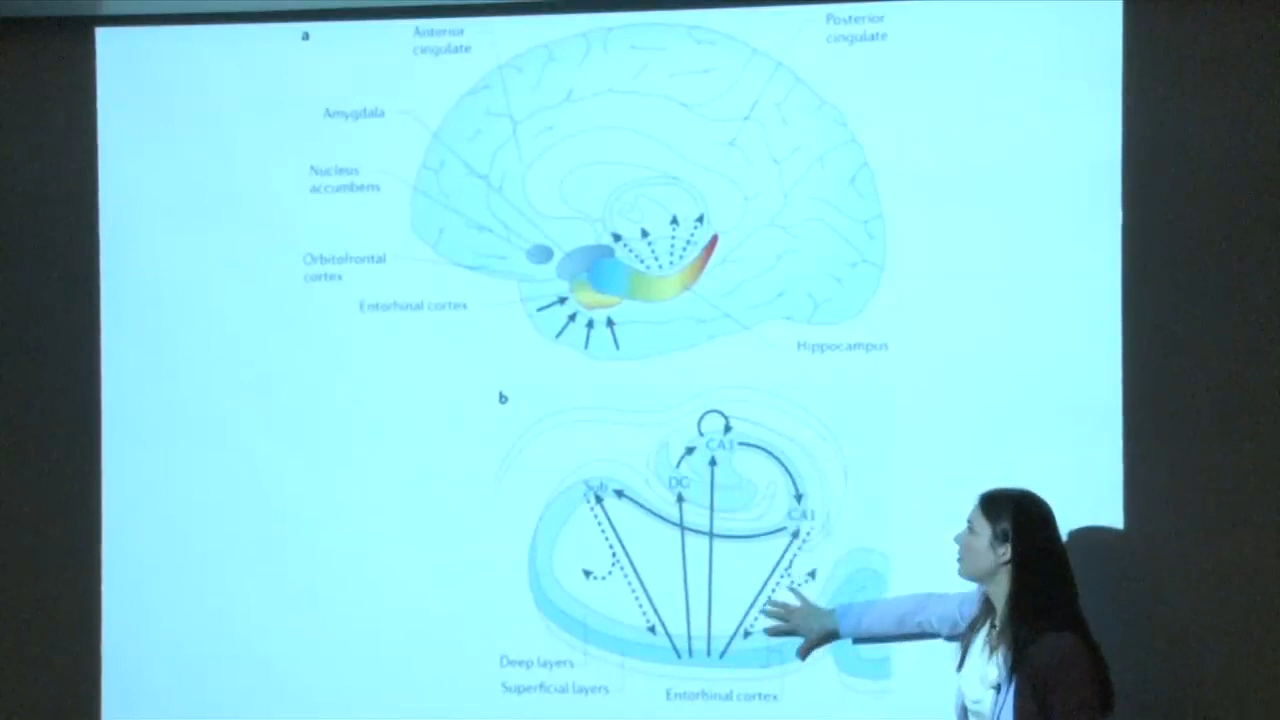 a
Anterior
cingulate
Posterior
cingulate
Amygdala
Nucleus
accumbens
Orbitofrontal
cortex
Entorhinal cortex
Hippocampus
b
CA3
DG
Sub
CA1
Deep layers
Superficial layers
Entorhinal cortex